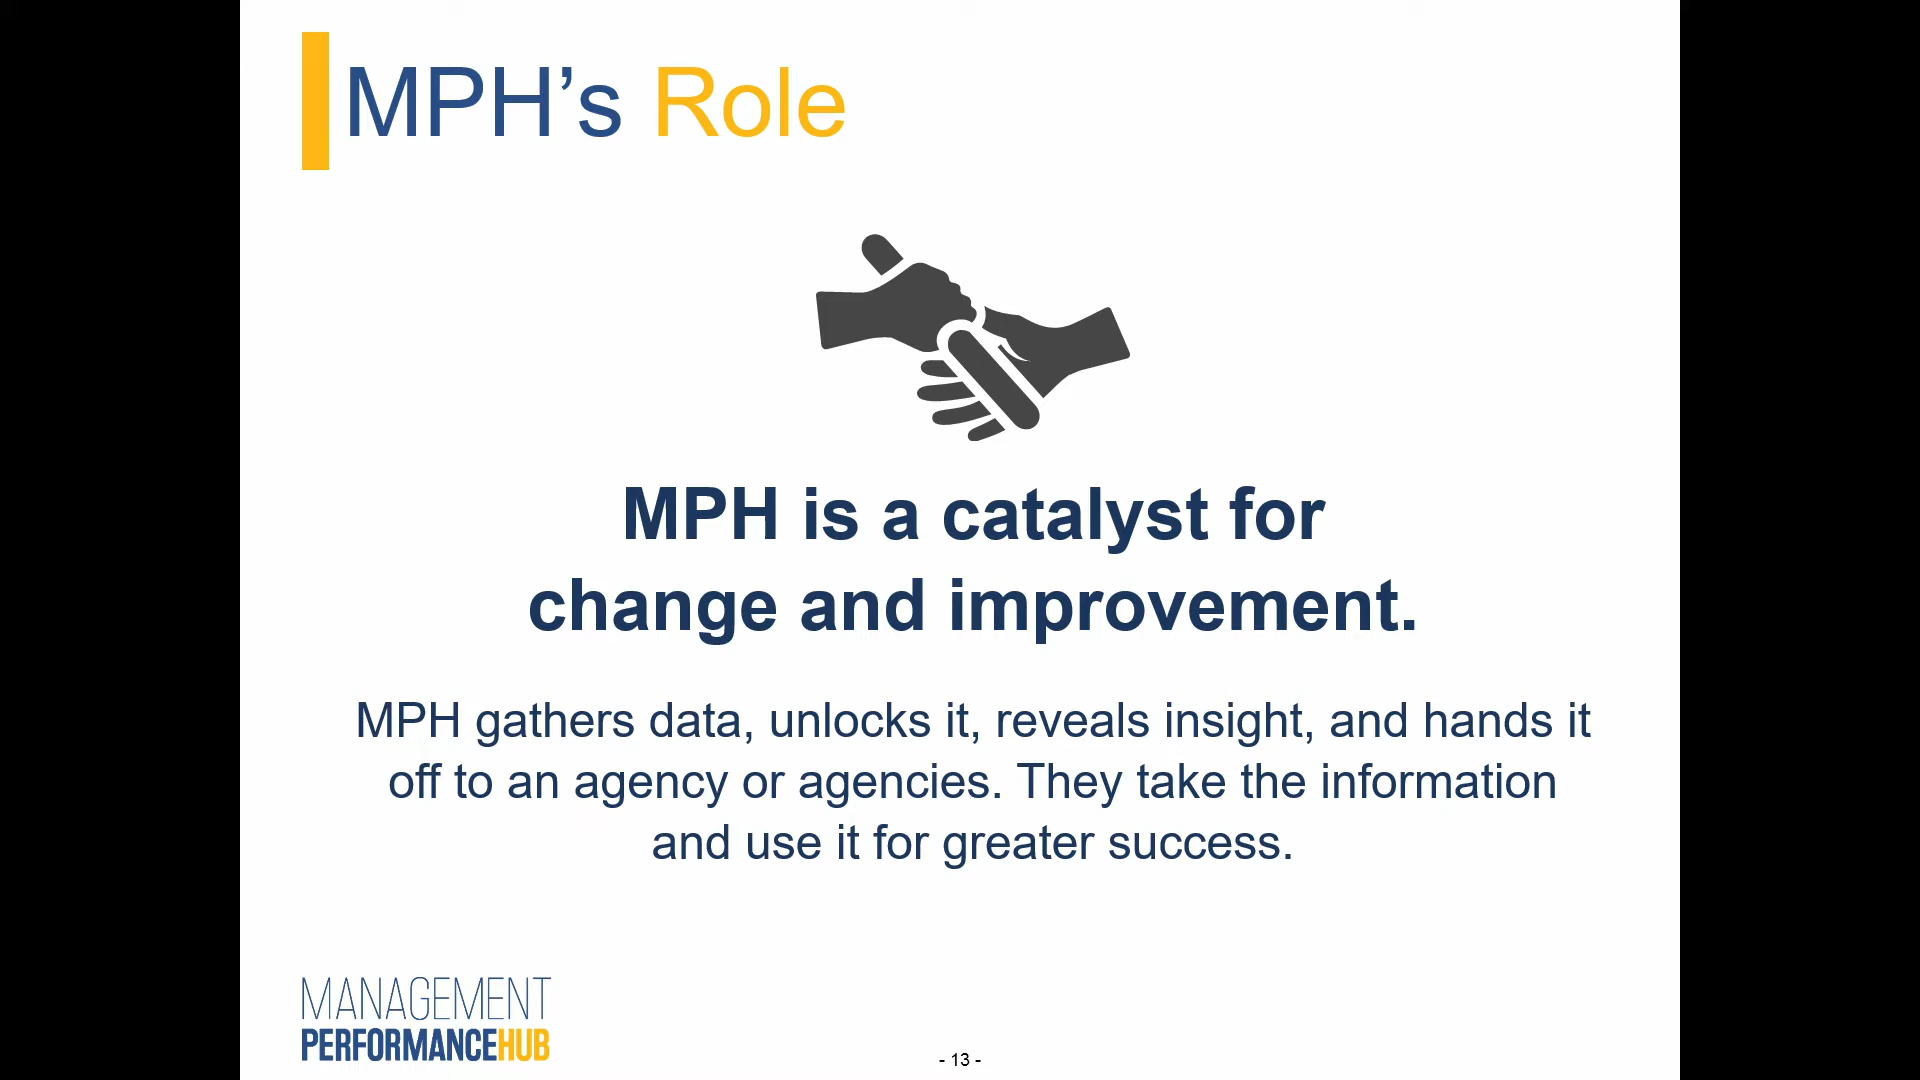 MPH’s Role
MPH is a catalyst for
change and improvement.
MPH gathers data, unlocks it, reveals insight, and hands it
off to an agency or agencies. They take the information
and use it for greater success.
MANAGEMENT
PERFORMANCEHUB
- 13 -